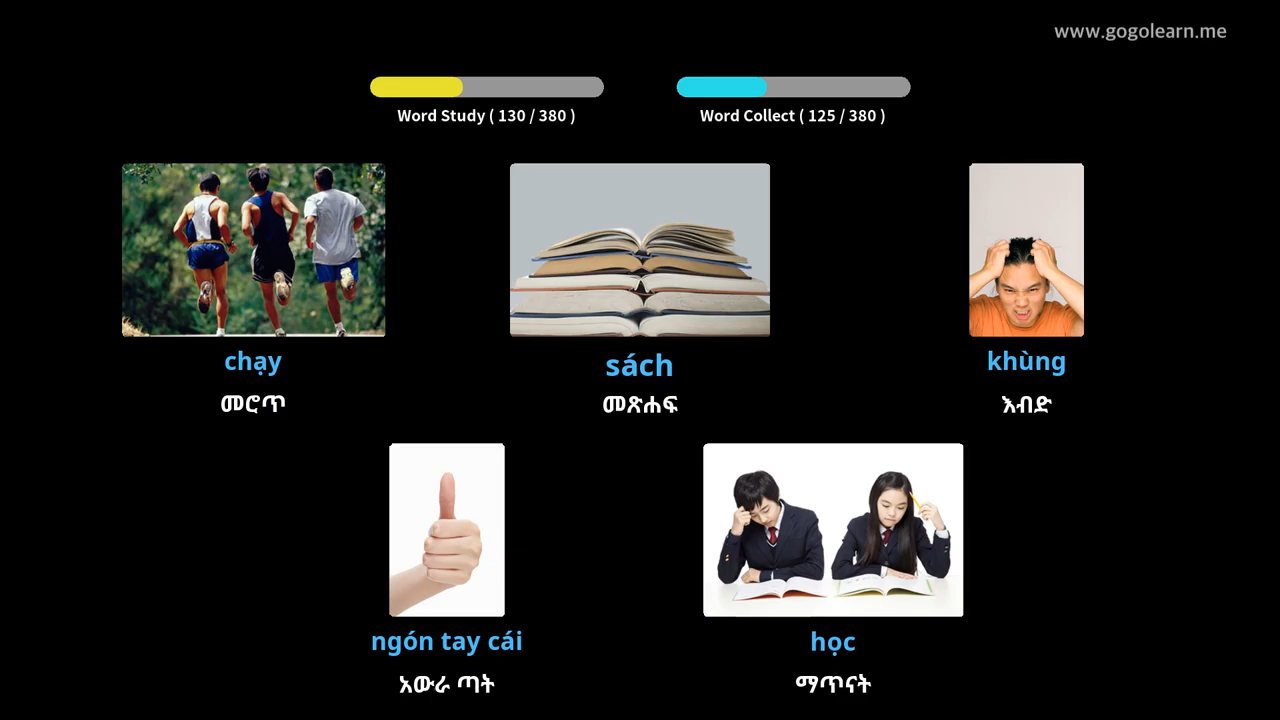 www.gogolearn.me
Word Study ( 130 / 380 )
Word Collect ( 125 / 380 )
chạy
መሮጥ
sách
መጽሐፍ
khùng
እብድ
ngón tay cái
አውራ ጣት
học
ማጥናት